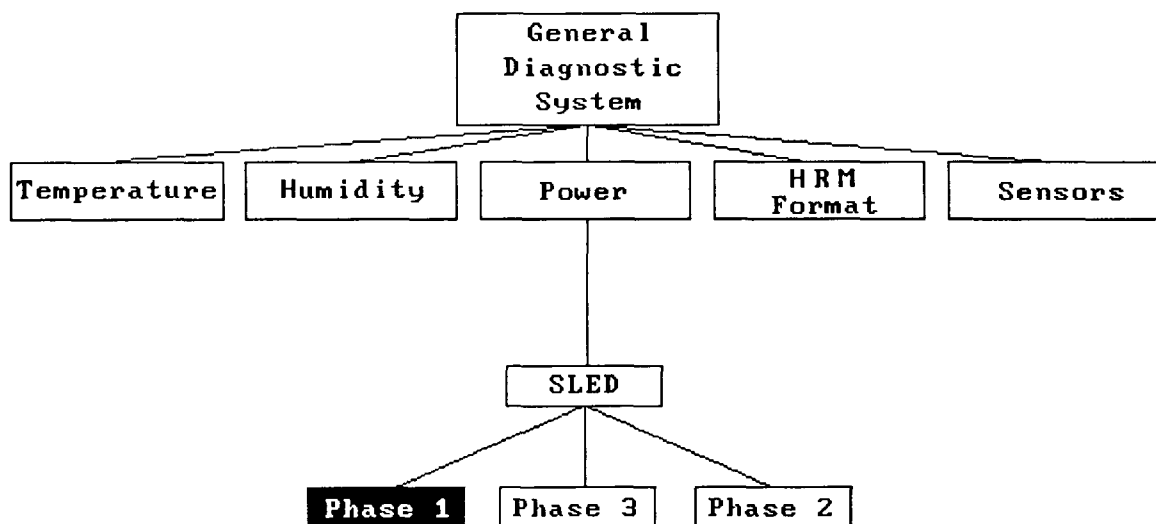 General
Diagnostic
System
Temperature
Humidity
Power
HRM
Format
Sensors
SLED
Phase 1
Phase 3
Phase 2